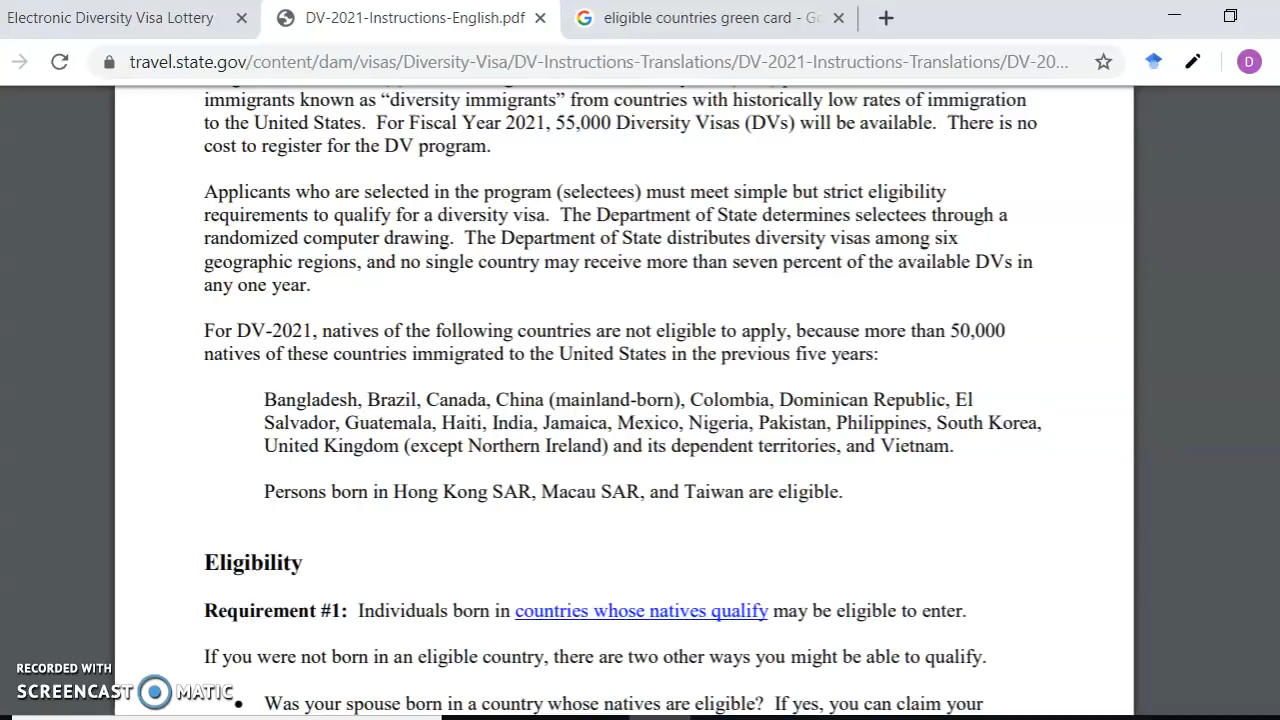 Electronic Diversity Visa Lottery
DV-2021-Instructions-English.pdf
eligible countries green card - Go
travel.state.gov/content/dam/visas/Diversity-Visa/DV-Instructions-Translations/DV-2021-Instructions-Translations/DV-20...
D
immigrants known as “diversity immigrants” from countries with historically low rates of immigration
to the United States. For Fiscal Year 2021, 55,000 Diversity Visas (DVs) will be available. There is no
cost to register for the DV program.
Applicants who are selected in the program (selectees) must meet simple but strict eligibility
requirements to qualify for a diversity visa. The Department of State determines selectees through a
randomized computer drawing. The Department of State distributes diversity visas among six
geographic regions, and no single country may receive more than seven percent of the available DVs in
any one year.
For DV-2021, natives of the following countries are not eligible to apply, because more than 50,000
natives of these countries immigrated to the United States in the previous five years:
Bangladesh, Brazil, Canada, China (mainland-born), Colombia, Dominican Republic, El
Salvador, Guatemala, Haiti, India, Jamaica, Mexico, Nigeria, Pakistan, Philippines, South Korea,
United Kingdom (except Northern Ireland) and its dependent territories, and Vietnam.
Persons born in Hong Kong SAR, Macau SAR, and Taiwan are eligible.
Eligibility
Requirement #1: Individuals born in countries whose natives qualify may be eligible to enter.
If you were not born in an eligible country, there are two other ways you might be able to qualify.
• Was your spouse born in a country whose natives are eligible? If yes, you can claim your
RECORDED WITH
SCREENCAST MATIC